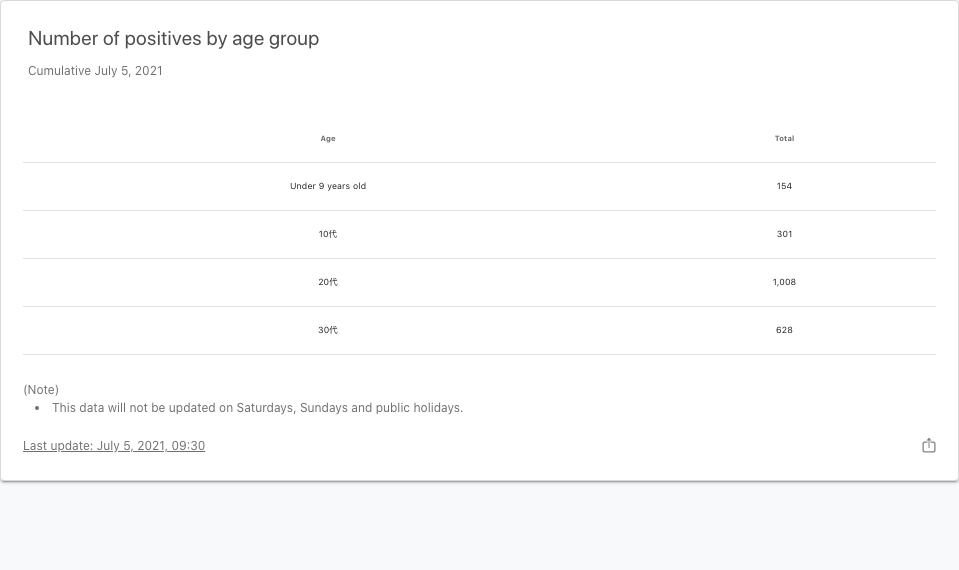 Number of positives by age group
Cumulative July 5, 2021
Age Total
Under 9 years old 154
10代 301
20代 1,008
30代 628
(Note)
• This data will not be updated on Saturdays, Sundays and public holidays.
Last update: July 5, 2021, 09:30